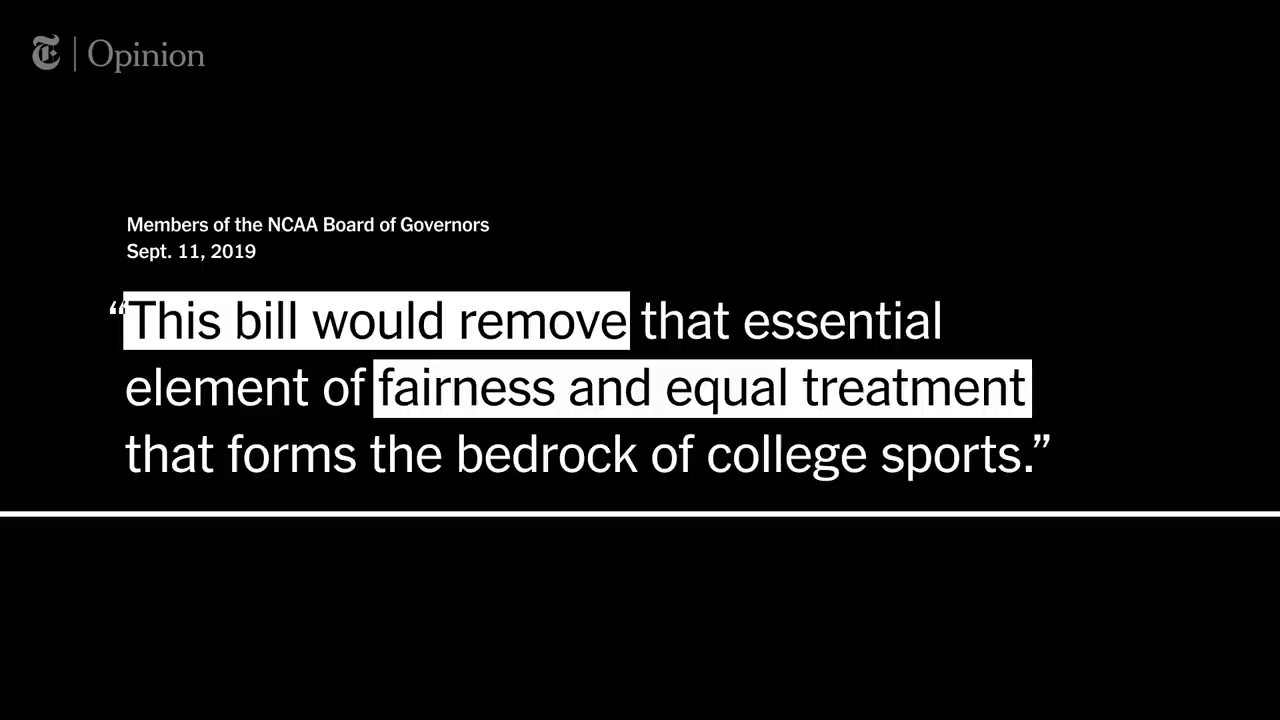 T | Opinion
Members of the NCAA Board of Governors
Sept. 11, 2019
“This bill would remove that essential
element of fairness and equal treatment
that forms the bedrock of college sports.”